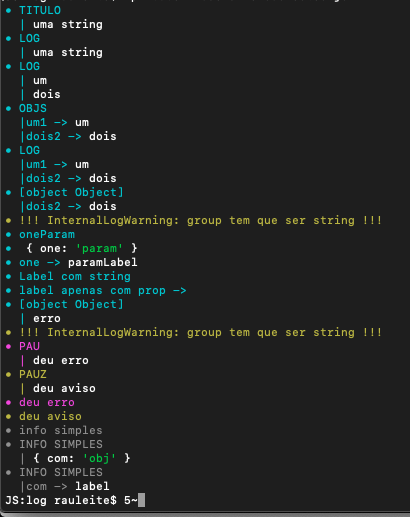 • TITULO
| uma string
• LOG
| uma string
• LOG
| um
| dois
• OBJS
|um1 -> um
|dois2 -> dois
• LOG
|um1 -> um
|dois2 -> dois
• [object Object]
|dois2 -> dois
• !!! InternalLogWarning: group tem que ser string !!!
• oneParam
• { one: 'param' }
• one -> paramLabel
• Label com string
• label apenas com prop ->
• [object Object]
| erro
• !!! InternalLogWarning: group tem que ser string !!!
• PAU
| deu erro
• PAUZ
| deu aviso
• deu erro
• deu aviso
• info simples
• INFO SIMPLES
| { com: 'obj' }
• INFO SIMPLES
|com -> label
JS:log rauleite$ 5~